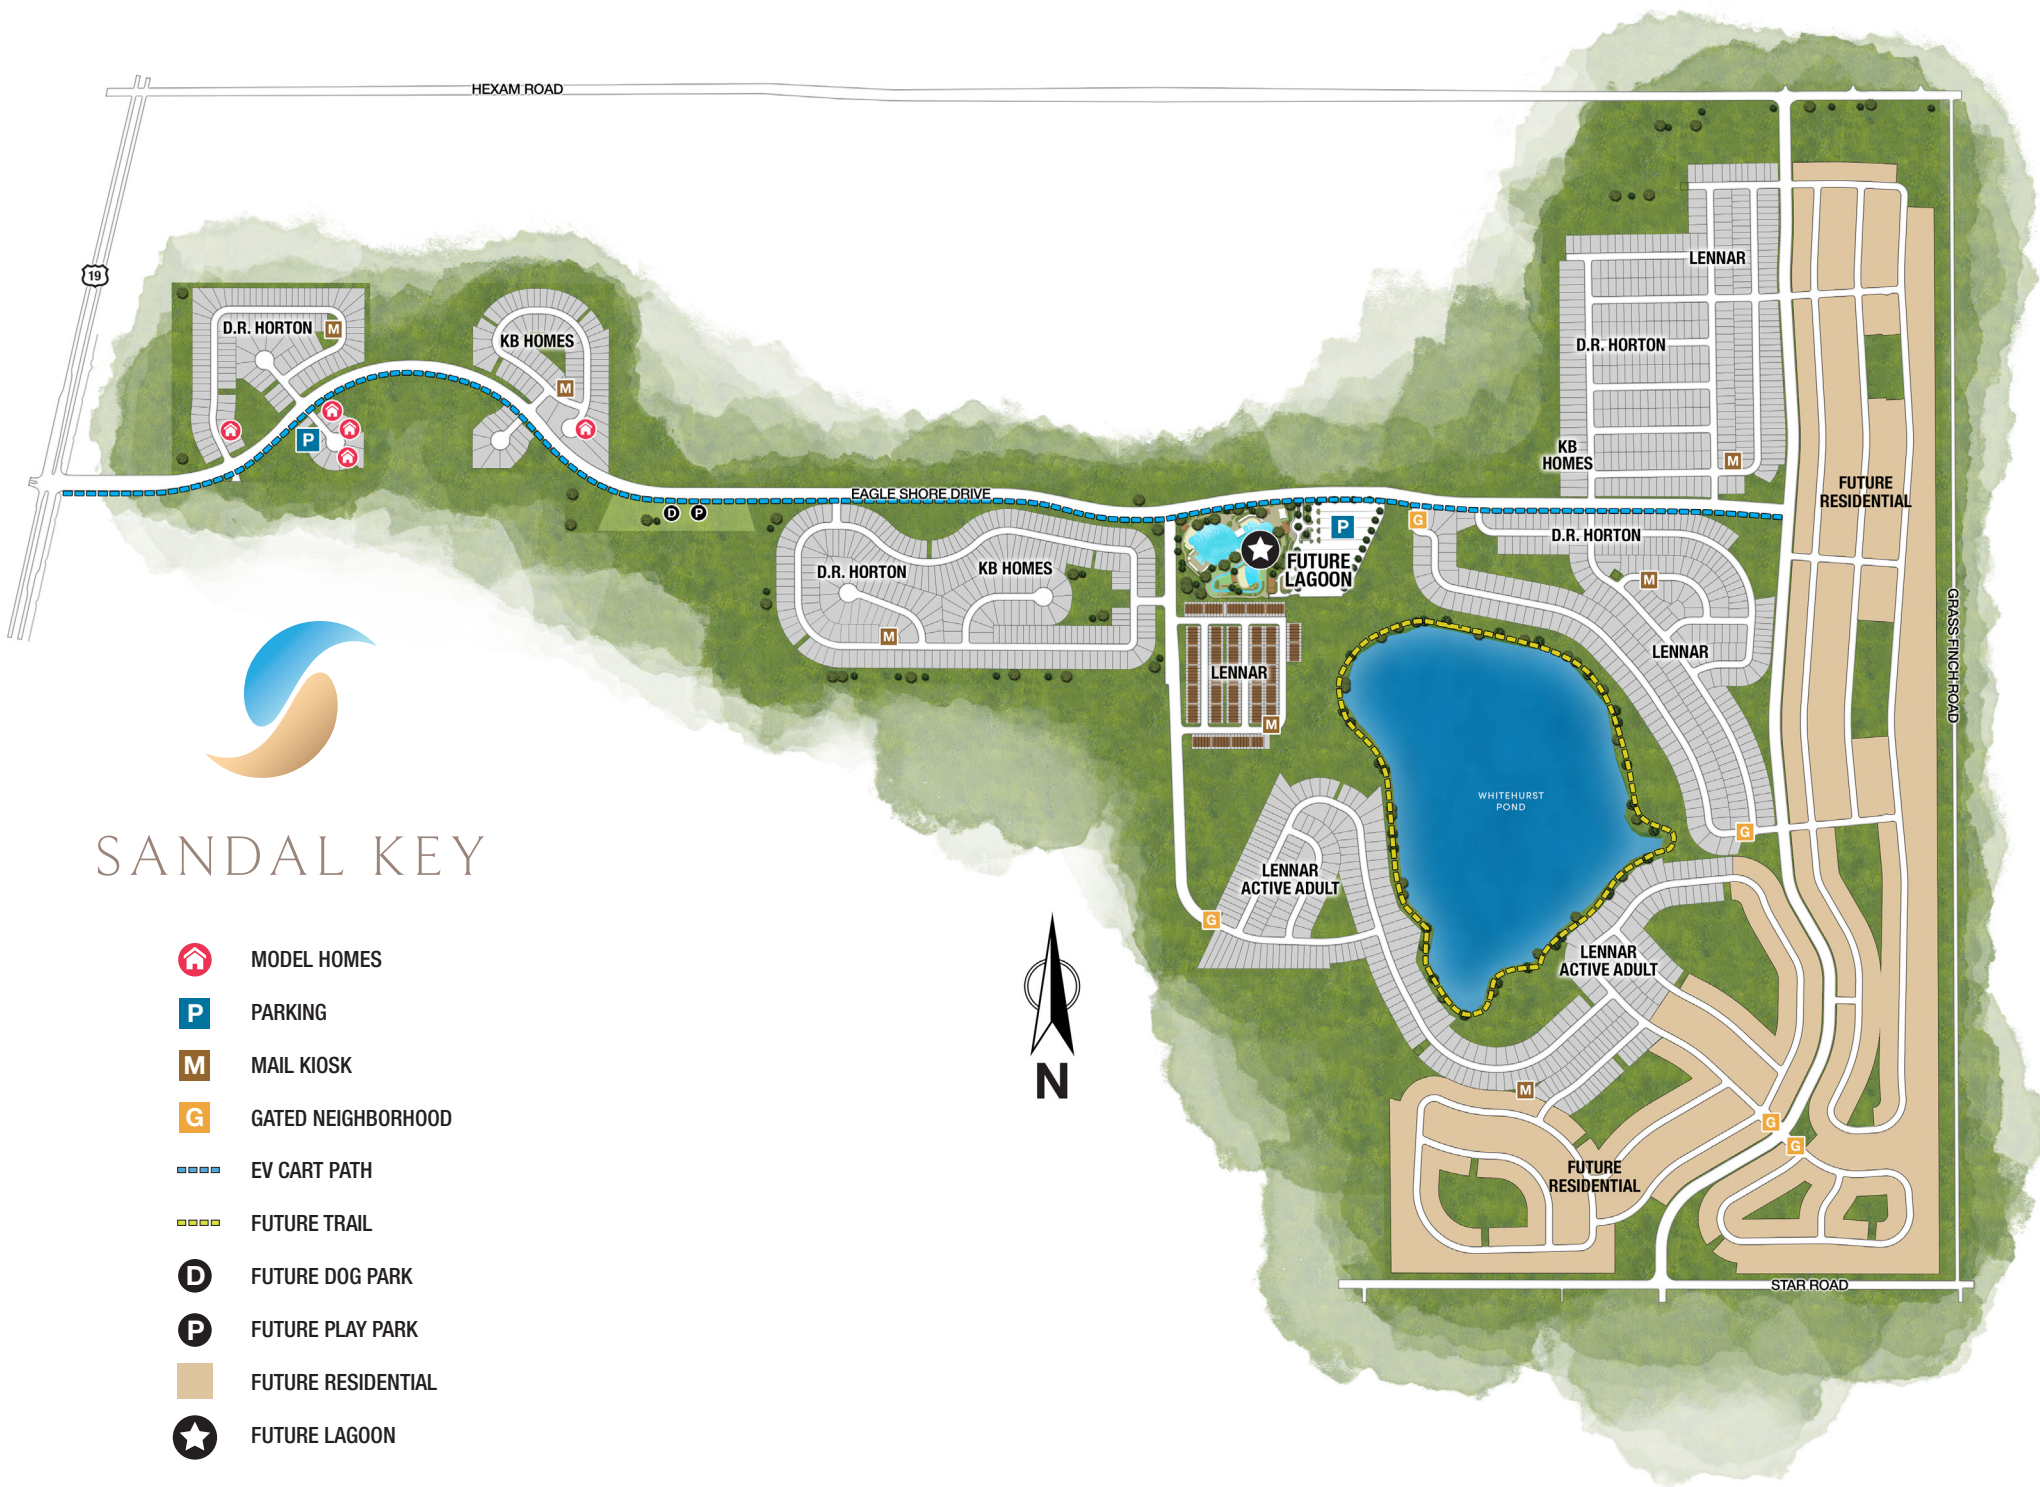 HEXAM ROAD
19
LENNAR
D.R. HORTON
M
KB HOMES
M
D.R. HORTON
P
KB
HOMES
M
FUTURE
RESIDENTIAL
EAGLE SHORE DRIVE
D
P
P
G
D.R. HORTON
FUTURE
LAGOON
D.R. HORTON
KB HOMES
M
M
GRASS FINCH ROAD
LENNAR
LENNAR
M
WHITEHURST
POND
G
SANDAL KEY
LENNAR
ACTIVE ADULT
G
LENNAR
ACTIVE ADULT
N
M
G
G
FUTURE
RESIDENTIAL
STAR ROAD
MODEL HOMES
P PARKING
M MAIL KIOSK
G GATED NEIGHBORHOOD
EV CART PATH
FUTURE TRAIL
D FUTURE DOG PARK
P FUTURE PLAY PARK
FUTURE RESIDENTIAL
FUTURE LAGOON